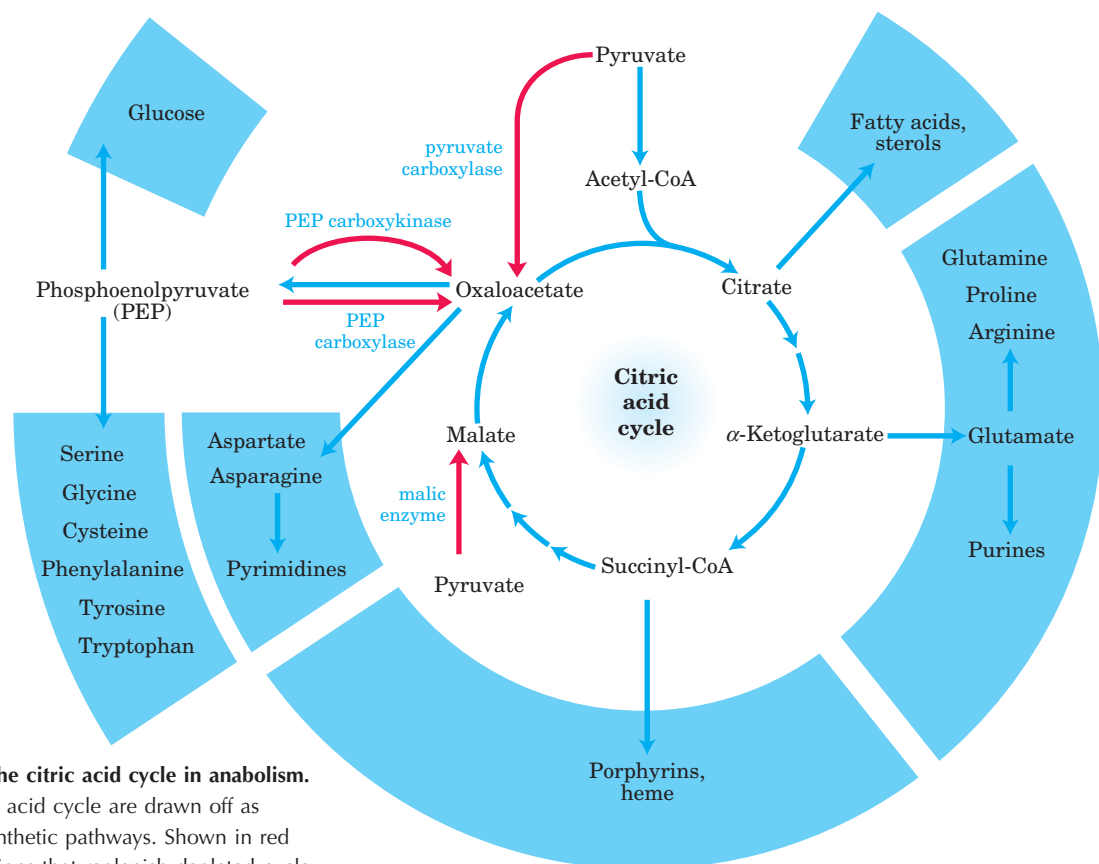 Pyruvate
Glucose
Fatty acids,
sterols
pyruvate
carboxylase
Acetyl-CoA
PEP carboxykinase
Glutamine
Phosphoenolpyruvate
(PEP)
Oxaloacetate
Citrate
Proline
PEP
carboxylase
Arginine
Citric
acid
cycle
Serine
Glycine
Cysteine
Phenylalanine
Tyrosine
Tryptophan
Aspartate
Asparagine
Pyrimidines
Malate
α-Ketoglutarate
Glutamate
malic
enzyme
Pyruvate
Succinyl-CoA
Purines
Porphyrins,
heme
he citric acid cycle in anabolism.
acid cycle are drawn off as
nthetic pathways. Shown in red